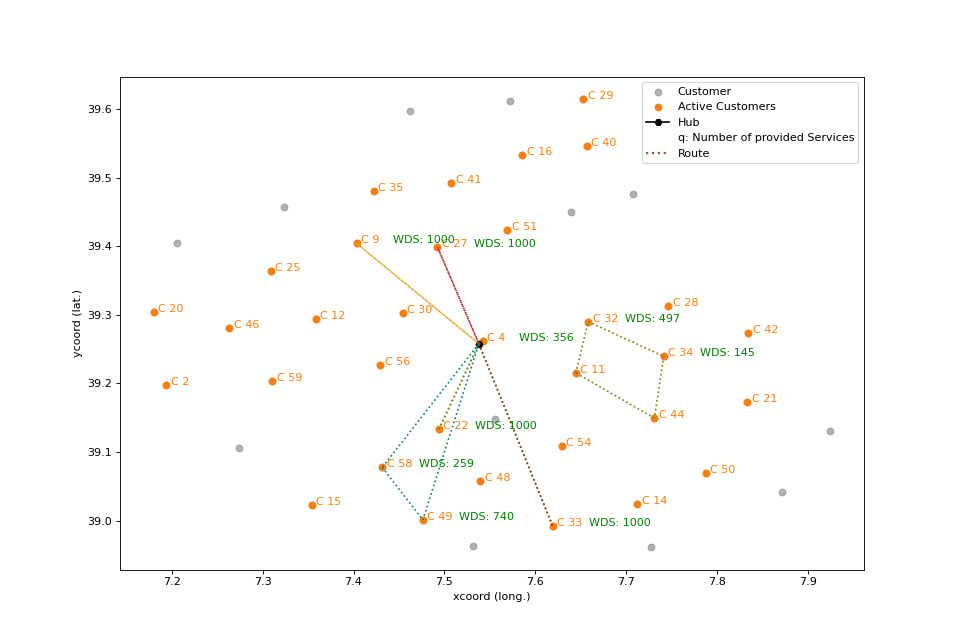 Customer
Active Customers
Hub
q: Number of provided Services
Route
39.6
39.5
39.4
39.3
39.2
39.1
39.0
ycoord (lat.)
C 29
C 40
C 16
C 41
C 35
C 51
C 9 WDS: 1000
C 27 WDS: 1000
C 25
C 20
C 46
C 12
C 30
C 28
C 32 WDS: 497
C 42
C 4 WDS: 356
C 34 WDS: 145
C 56
C 11
C 2
C 59
C 21
C 44
C 22 WDS: 1000
C 54
C 58 WDS: 259
C 50
C 48
C 15
C 14
C 49 WDS: 740
C 33 WDS: 1000
7.2 7.3 7.4 7.5 7.6 7.7 7.8 7.9
xcoord (long.)